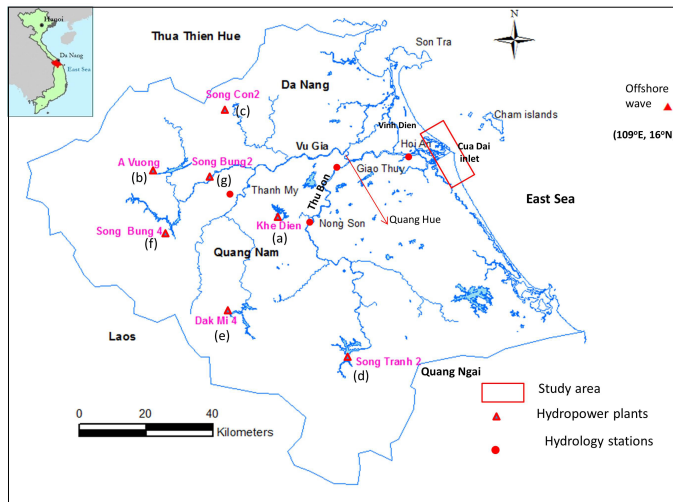 Hanoi
Da Nang
East Sea
Thua Thien Hue
Son Tra
N
Da Nang
Offshore
wave
(109°E, 16°N)
Song Con2
(c)
Cham islands
Vinh Dien
Hoi An
Cua Dai
inlet
Vu Gia
A Vuong
(b)
Song Bung2
(g)
Giao Thuy
Thanh My
Thu Bon
East Sea
Khe Dien
(a)
Nong Son
Quang Hue
Song Bung 4
(f)
Quang Nam
Dak Mi 4
(e)
Laos
Song Tranh 2
(d)
Quang Ngai
Study area
Hydropower plants
Hydrology stations
0 10 20 40
Kilometers